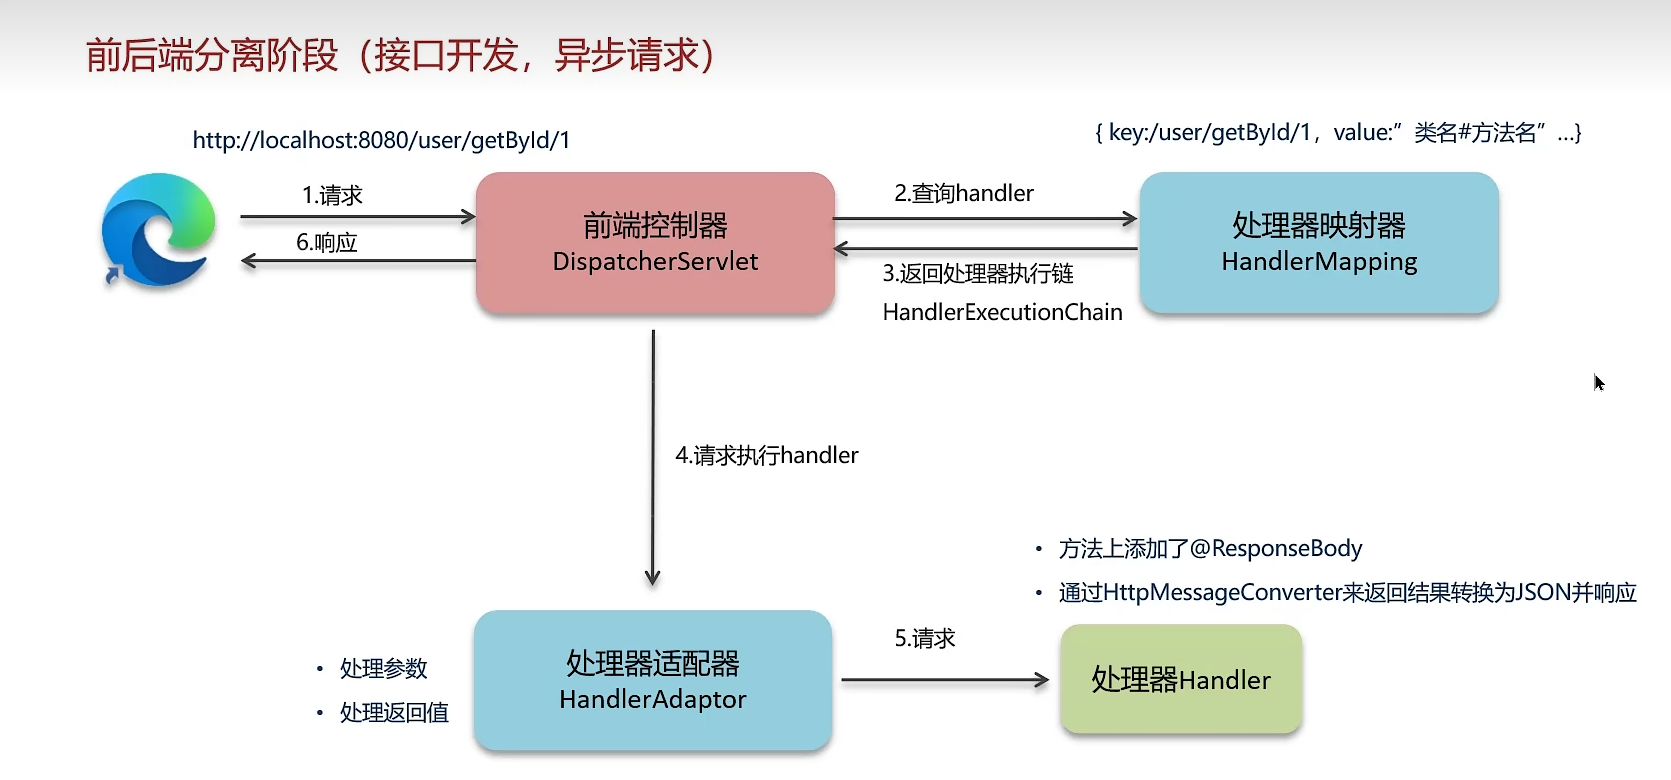 前后端分离阶段（接口开发，异步请求）
http://localhost:8080/user/getById/1
{ key:/user/getById/1，value:”类名#方法名”...}
1.请求
6.响应
前端控制器
DispatcherServlet
2.查询handler
3.返回处理器执行链
HandlerExecutionChain
处理器映射器
HandlerMapping
4.请求执行handler
• 方法上添加了@ResponseBody
• 通过HttpMessageConverter来返回结果转换为JSON并响应
• 处理参数
• 处理返回值
处理器适配器
HandlerAdaptor
5.请求
处理器Handler